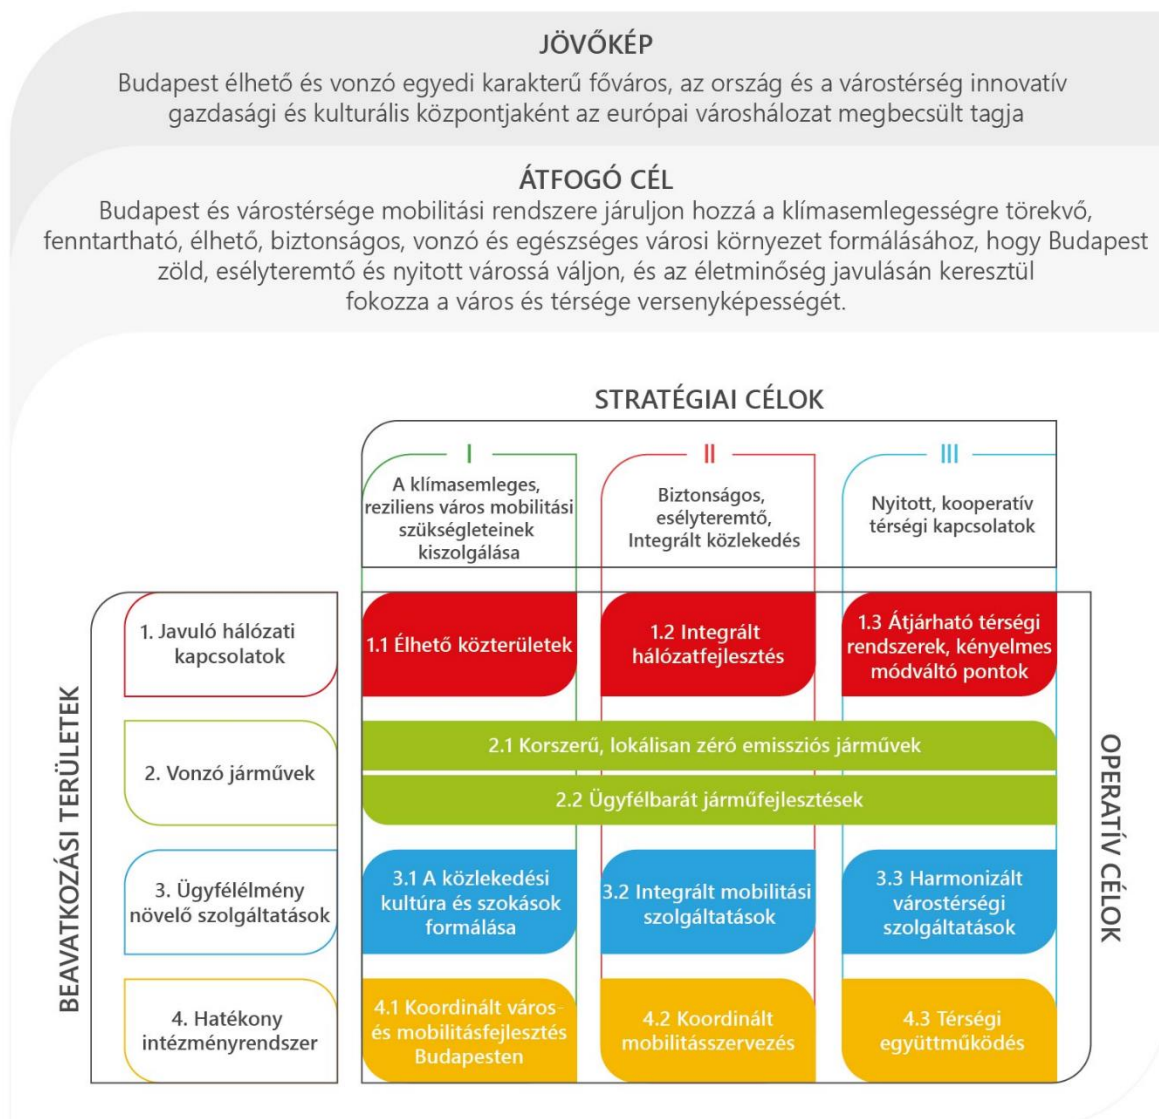 JÖVŐKÉP
Budapest élhető és vonzó egyedi karakterű főváros, az ország és a várostérség innovatív
gazdasági és kulturális központjaként az európai városhálózat megbecsült tagja
ÁTFOGÓ CÉL
Budapest és várostérsége mobilitási rendszere járuljon hozzá a klímasemlegességre törekvő,
fenntartható, élhető, biztonságos, vonzó és egészséges városi környezet formálásához, hogy Budapest
zöld, esélyteremtő és nyitott várossá váljon, és az életminőség javulásán keresztül
fokozza a város és térsége versenyképességét.
STRATÉGIAI CÉLOK
I
A klímasemleges,
reziliens város mobilitási
szükségleteinek
kiszolgálása
II
Biztonságos,
esélyteremtő,
Integrált közlekedés
III
Nyitott, kooperatív
térségi kapcsolatok
BEAVATKOZÁSI TERÜLETEK
1. Javuló hálózati
kapcsolatok
1.1 Élhető közterületek
1.2 Integrált
hálózatfejlesztés
1.3 Átjárható térségi
rendszerek, kényelmes
módváltó pontok
2. Vonzó járművek
2.1 Korszerű, lokálisan zéró emissziós járművek
2.2 Ügyfélbarát járműfejlesztések
3. Ügyfélélmény
növelő szolgáltatások
3.1 A közlekedési
kultúra és szokások
formálása
3.2 Integrált mobilitási
szolgáltatások
3.3 Harmonizált
várostérségi
szolgáltatások
4. Hatékony
intézményrendszer
4.1 Koordinált város-
és mobilitásfejlesztés
Budapesten
4.2 Koordinált
mobilitásszervezés
4.3 Térségi
együttműködés
OPERATÍV CÉLOK